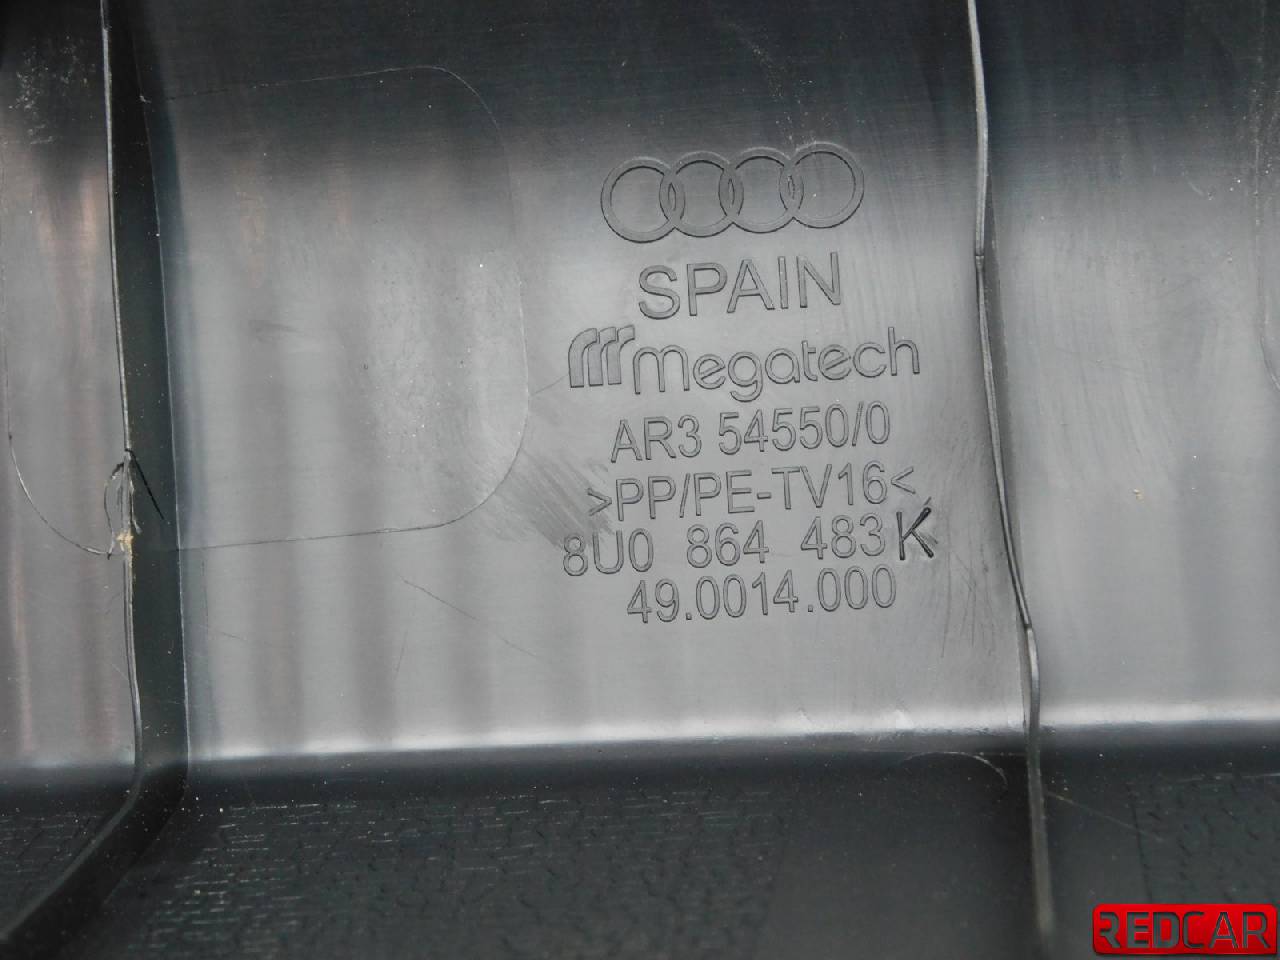 SPAIN
megatech
AR3 54550/0
>PP/PE-TV16<
8U0 864 483 K
49.0014.000
REDCAR